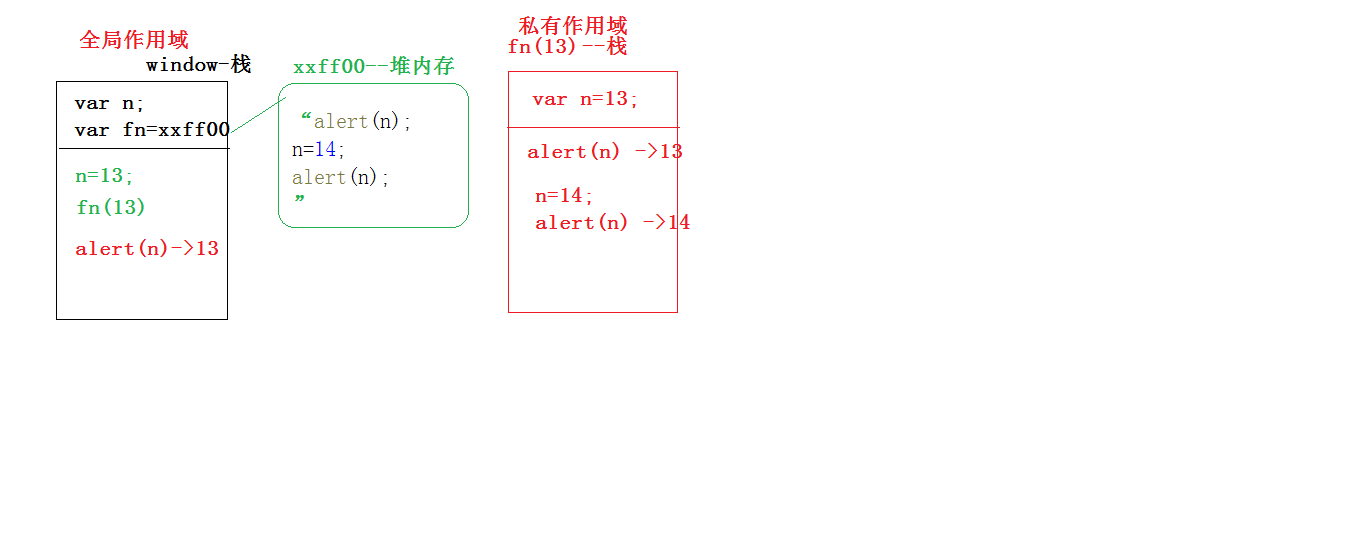 全局作用域
window-栈
var n;
var fn=xxff00
n=13;
fn(13)
alert(n)->13
xxff00--堆内存
“alert(n);
n=14;
alert(n);
”
私有作用域
fn(13)--栈
var n=13;
alert(n) ->13
n=14;
alert(n) ->14